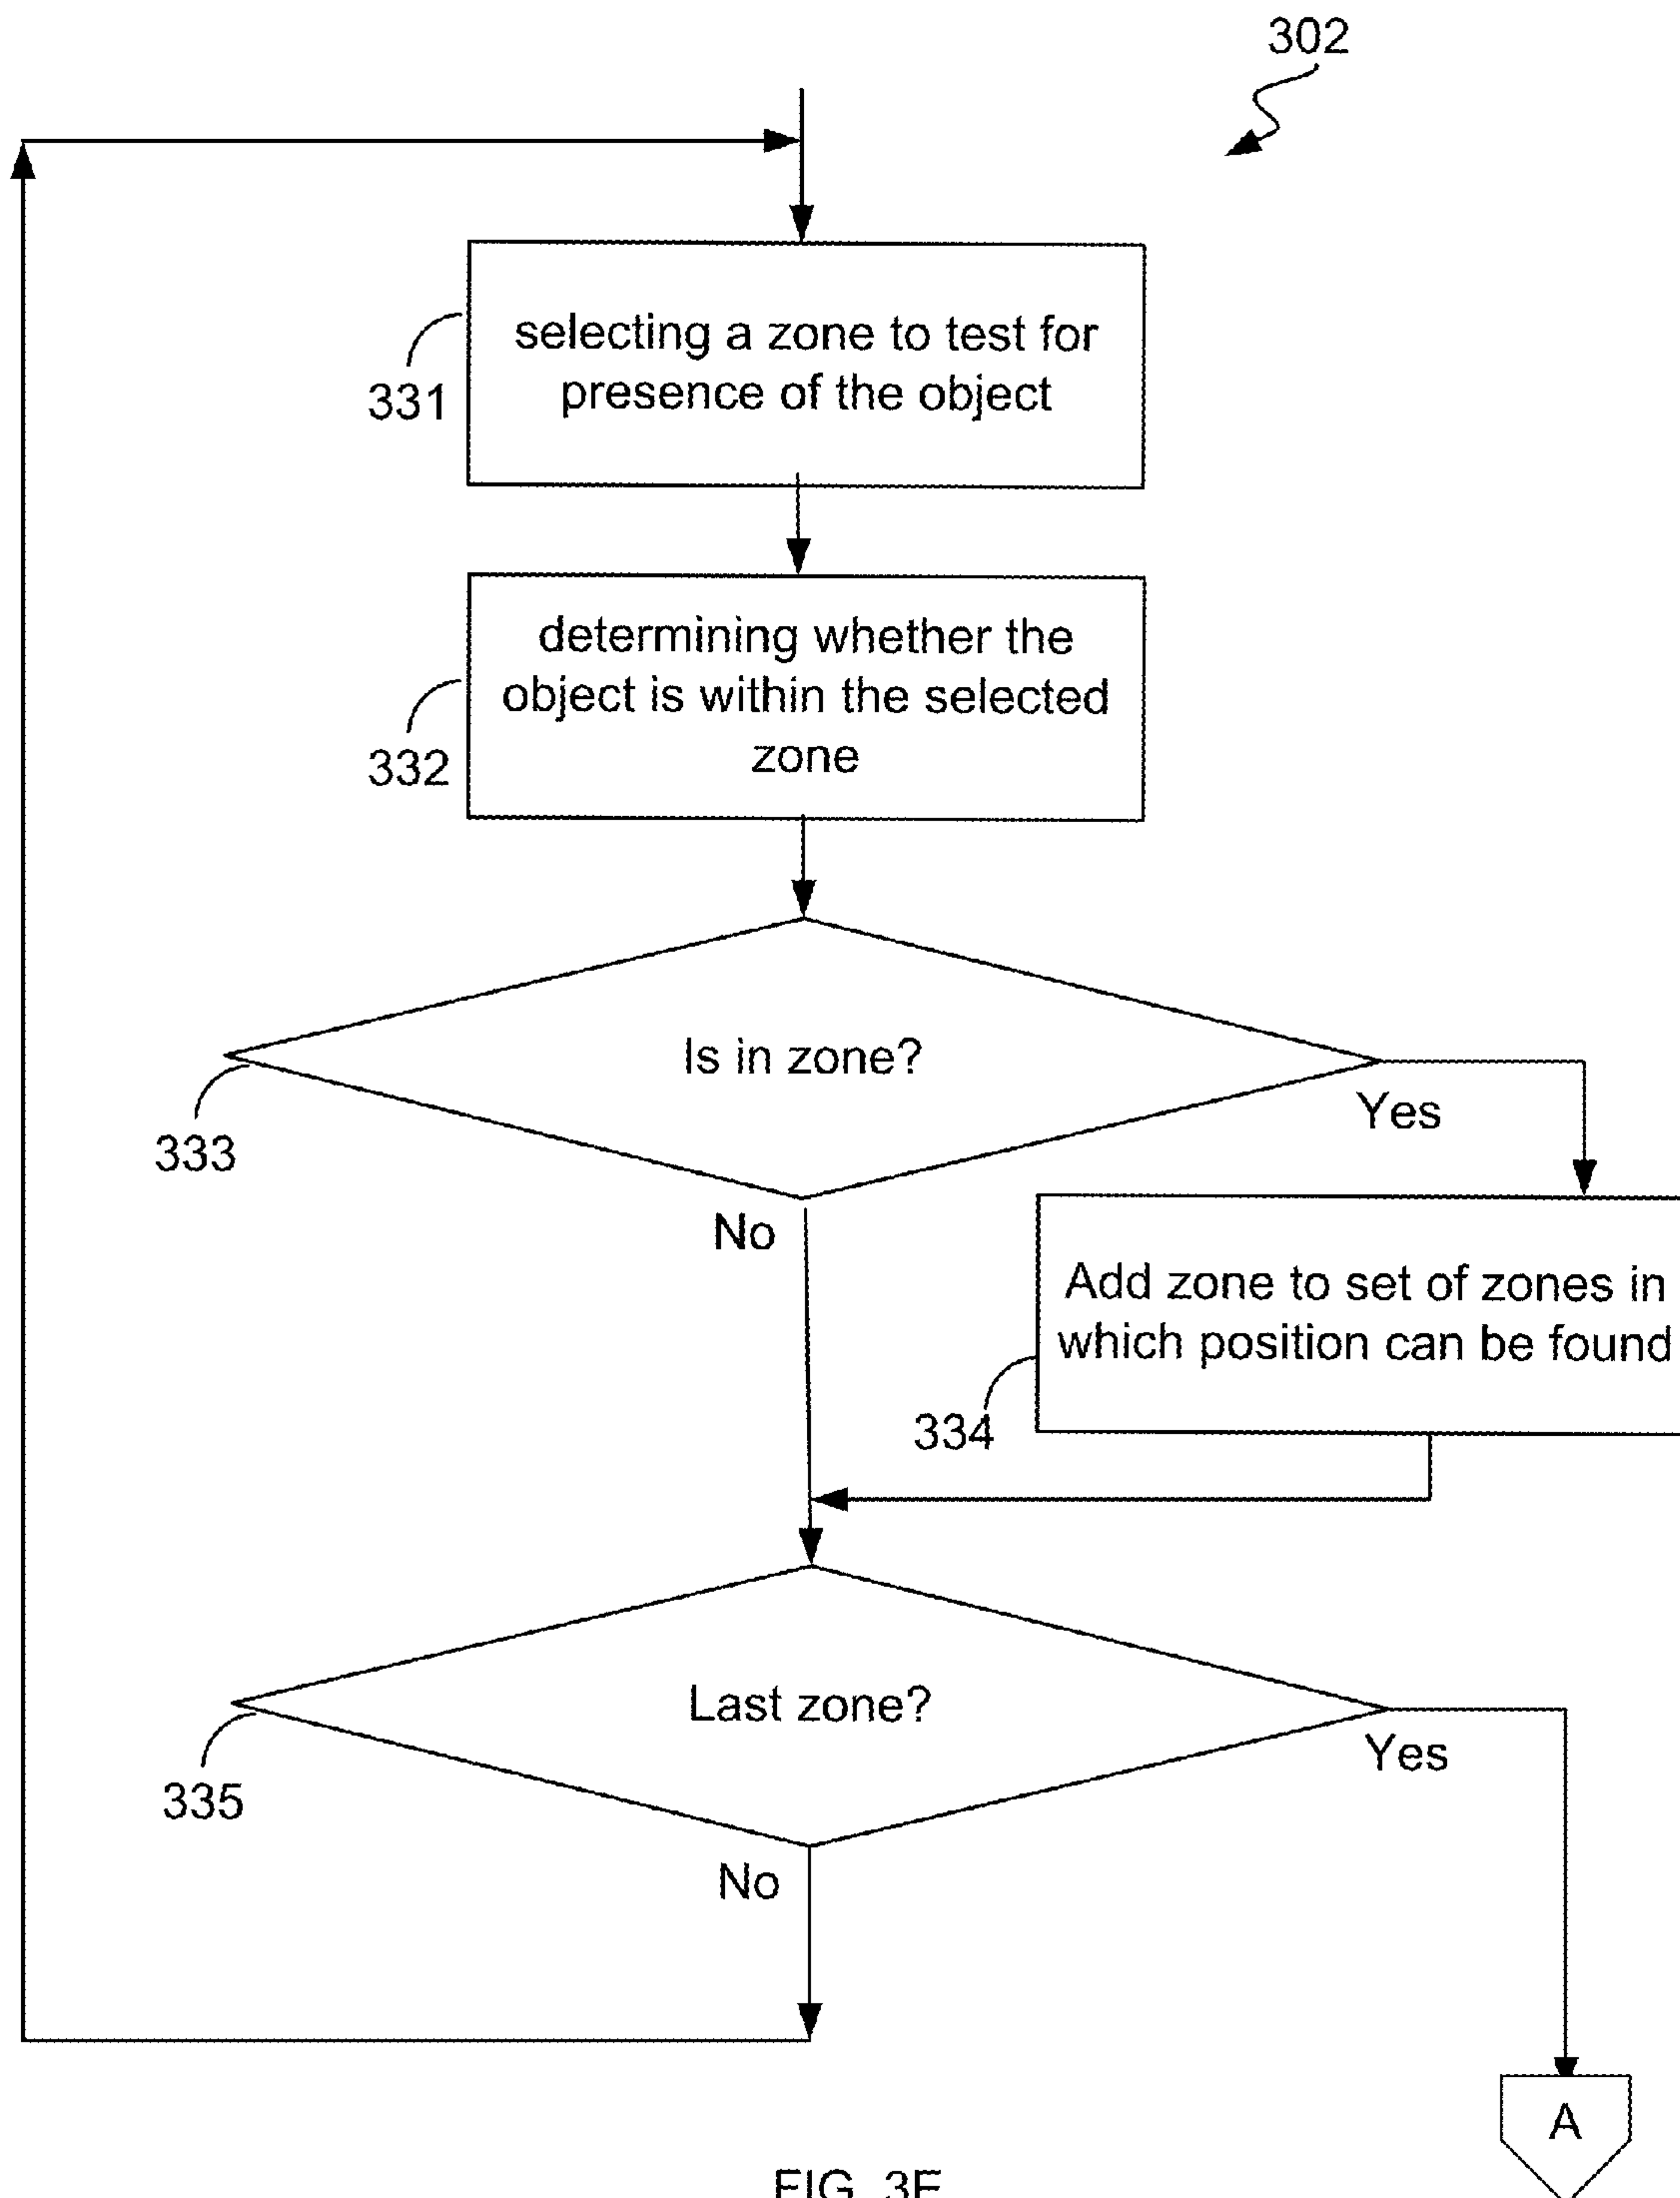 302
selecting a zone to test for
presence of the object
331
determining whether the
object is within the selected
zone
332
Is in zone?
333
Yes
No
Add zone to set of zones in
which position can be found
334
Last zone?
335
Yes
No
A
FIG. 3E